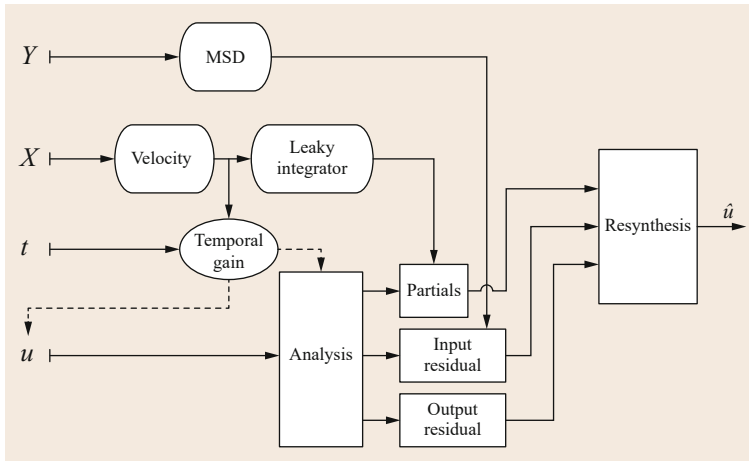 Y
MSD
X
Velocity
Leaky
integrator
t
Temporal
gain
u
Analysis
Partials
Input
residual
Output
residual
Resynthesis
û